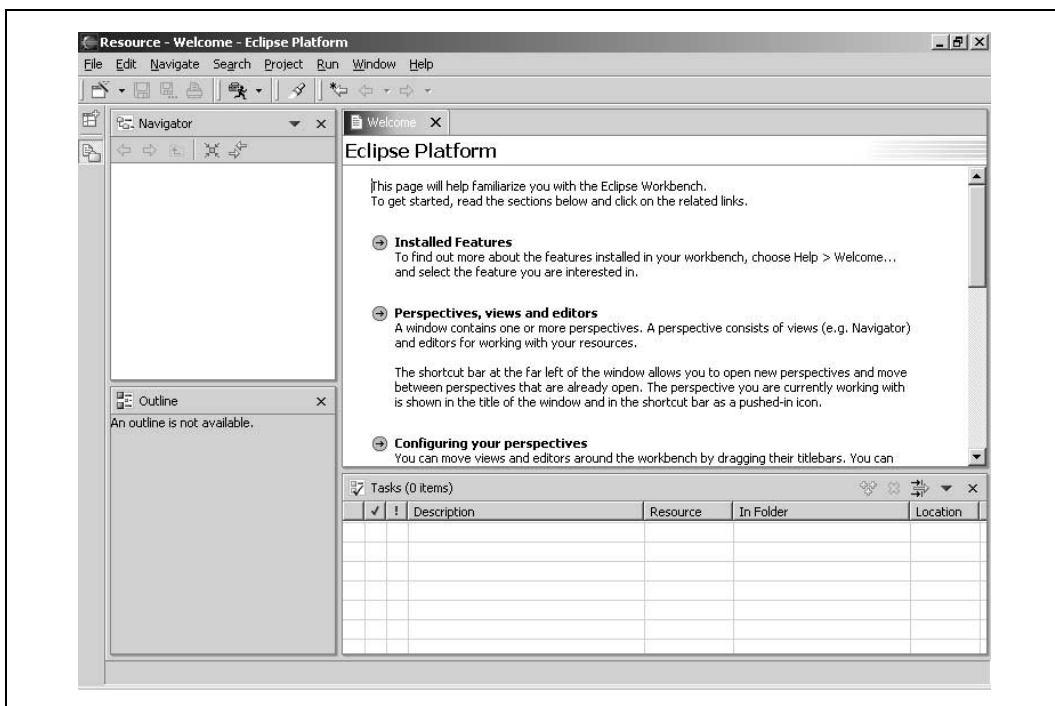 Resource - Welcome - Eclipse Platform
File Edit Navigate Search Project Run Window Help
Navigator
Welcome
Eclipse Platform
This page will help familiarize you with the Eclipse Workbench.
To get started, read the sections below and click on the related links.
Installed Features
To find out more about the features installed in your workbench, choose Help > Welcome...
and select the feature you are interested in.
Perspectives, views and editors
A window contains one or more perspectives. A perspective consists of views (e.g. Navigator)
and editors for working with your resources.
The shortcut bar at the far left of the window allows you to open new perspectives and move
between perspectives that are already open. The perspective you are currently working with
is shown in the title of the window and in the shortcut bar as a pushed-in icon.
Configuring your perspectives
You can move views and editors around the workbench by dragging their titlebars. You can
Outline
An outline is not available.
Tasks (0 items)
! Description Resource In Folder Location